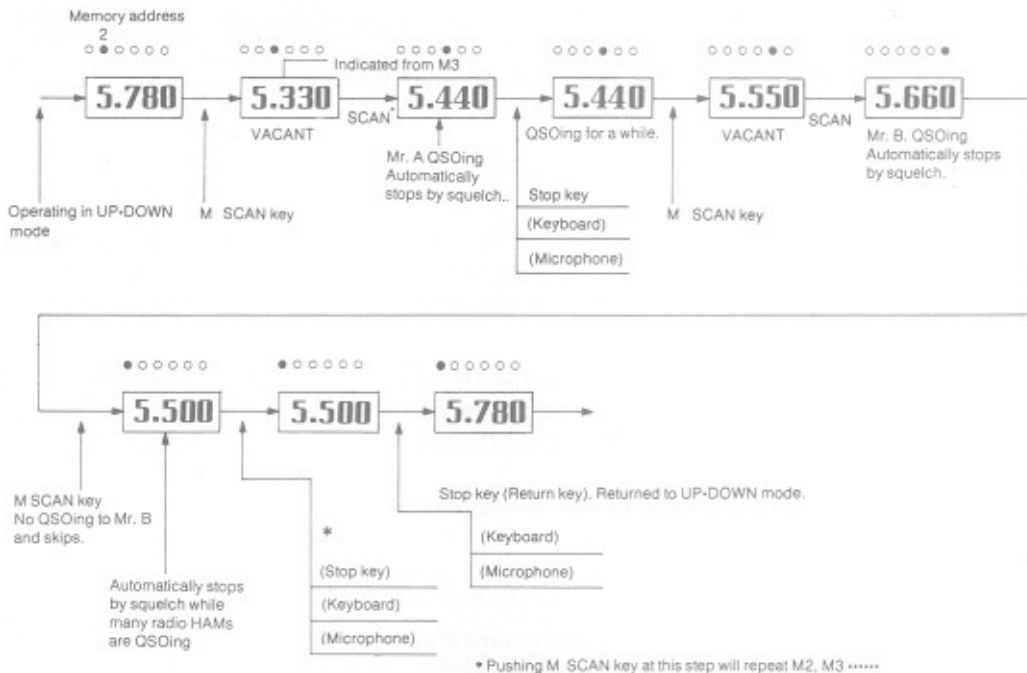 Memory address
2
5.780
Indicated from M3
5.330
SCAN*
5.440
5.440
5.550
SCAN
5.660
VACANT
QSOing for a while.
VACANT
Mr. B. QSOing
Automatically stops
by squelch.
Mr. A QSOing
Automatically
stops by squelch..
Operating in UP•DOWN
mode
M SCAN key
Stop key
(Keyboard)
(Microphone)
M SCAN key
5.500
5.500
5.780
M SCAN key
No QSOing to Mr. B
and skips.
Automatically stops
by squelch while
many radio HAMs
are QSOing
*
(Stop key)
(Keyboard)
(Microphone)
Stop key (Return key). Returned to UP-DOWN mode.
(Keyboard)
(Microphone)
* Pushing M SCAN key at this step will repeat M2, M3 ······